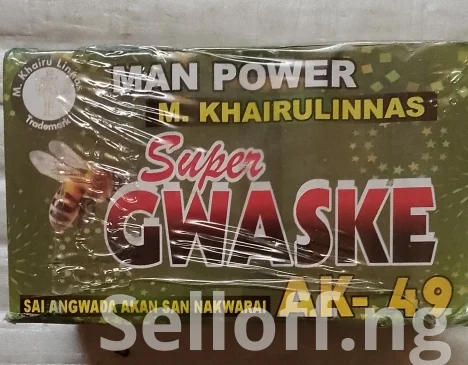 M. Khairu Linnas
Trademark
MAN POWER
M. KHAIRULINNAS
Super
GWASKE
SAI ANGWADA AKAN SAN NAKWARAI
AK-49
Selloff.ng